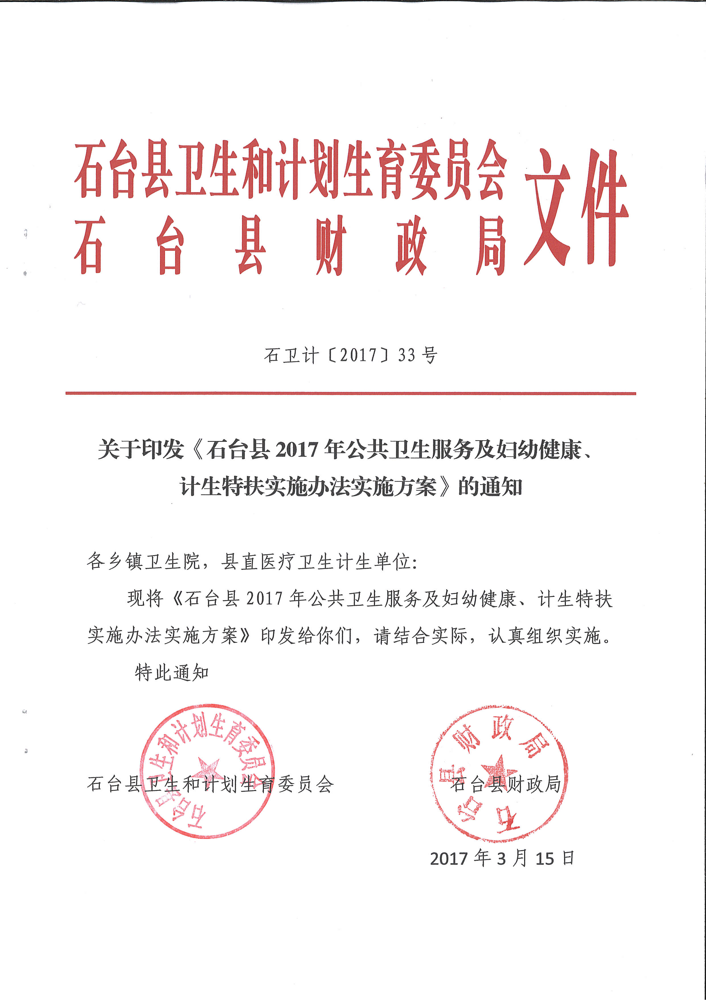 石台县卫生和计划生育委员会
石台县财政局
文件
石卫计〔2017〕33号
关于印发《石台县2017年公共卫生服务及妇幼健康、
计生特扶实施办法实施方案》的通知
各乡镇卫生院，县直医疗卫生计生单位：
现将《石台县2017年公共卫生服务及妇幼健康、计生特扶
实施办法实施方案》印发给你们，请结合实际，认真组织实施。
特此通知
石台县卫生和计划生育委员会
石台县财政局
石台县卫生和计划生育委员会
石台县财政局
2017年3月15日